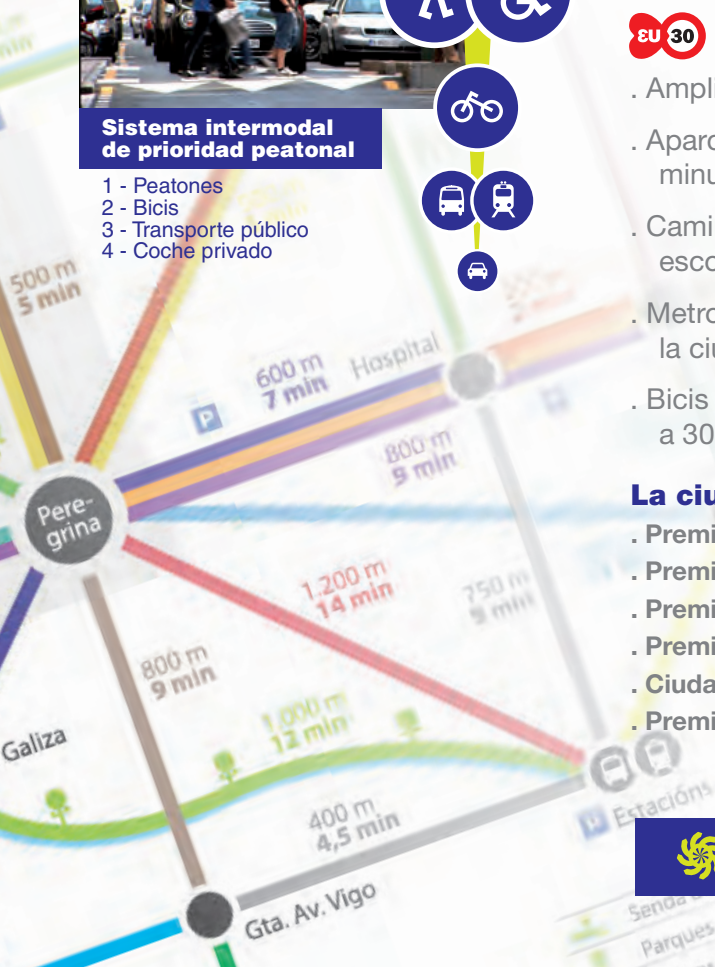 Sistema intermodal
de prioridad peatonal
1 - Peatones
2 - Bicis
3 - Transporte público
4 - Coche privado
500 m
5 min
600 m
7 min
Hospital
P
800 m
9 min
Pere-
grina
1.200 m
14 min
750 m
9 min
800 m
9 min
1.000 m
12 min
Galiza
400 m
4,5 min
P Estacións
Gta. Av. Vigo
Senda
Parques
εU 30
. Ampl
. Aparc
minu
. Cami
esco
. Metro
la ciu
. Bicis
a 30
La ciu
. Premi
. Premi
. Premi
. Premi
. Ciuda
. Premi